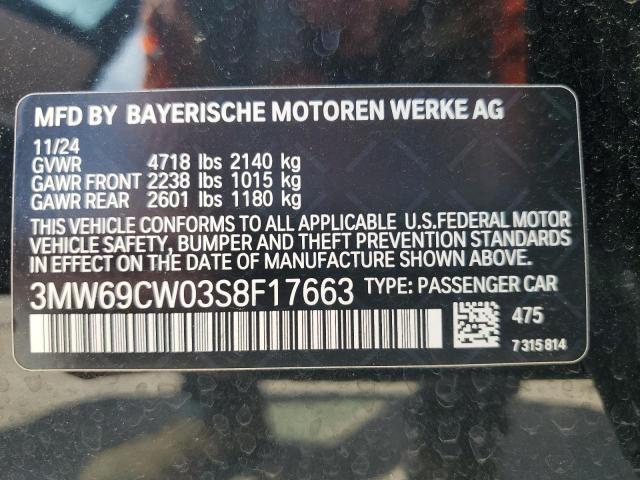 MFD BY BAYERISCHE MOTOREN WERKE AG
11/24
GVWR 4718 lbs 2140 kg
GAWR FRONT 2238 lbs 1015 kg
GAWR REAR 2601 lbs 1180 kg
THIS VEHICLE CONFORMS TO ALL APPLICABLE U.S.FEDERAL MOTOR
VEHICLE SAFETY, BUMPER AND THEFT PREVENTION STANDARDS
IN EFFECT ON THE DATE OF MANUFACTURE SHOWN ABOVE.
3MW69CW03S8F17663 TYPE: PASSENGER CAR
475
7315814